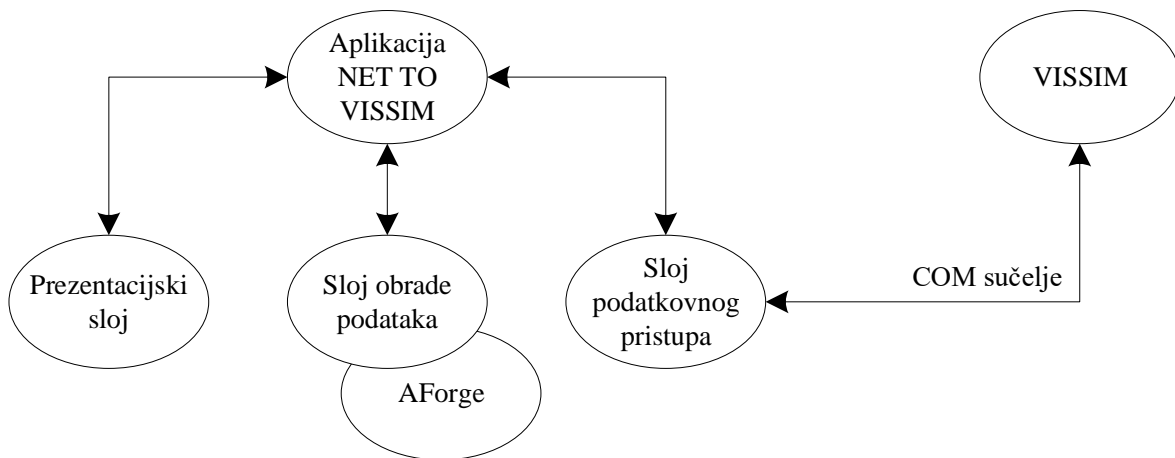 Aplikacija
NET TO
VISSIM
VISSIM
Prezentacijski
sloj
Sloj obrade
podataka
Sloj
podatkovnog
pristupa
COM sučelje
AForge